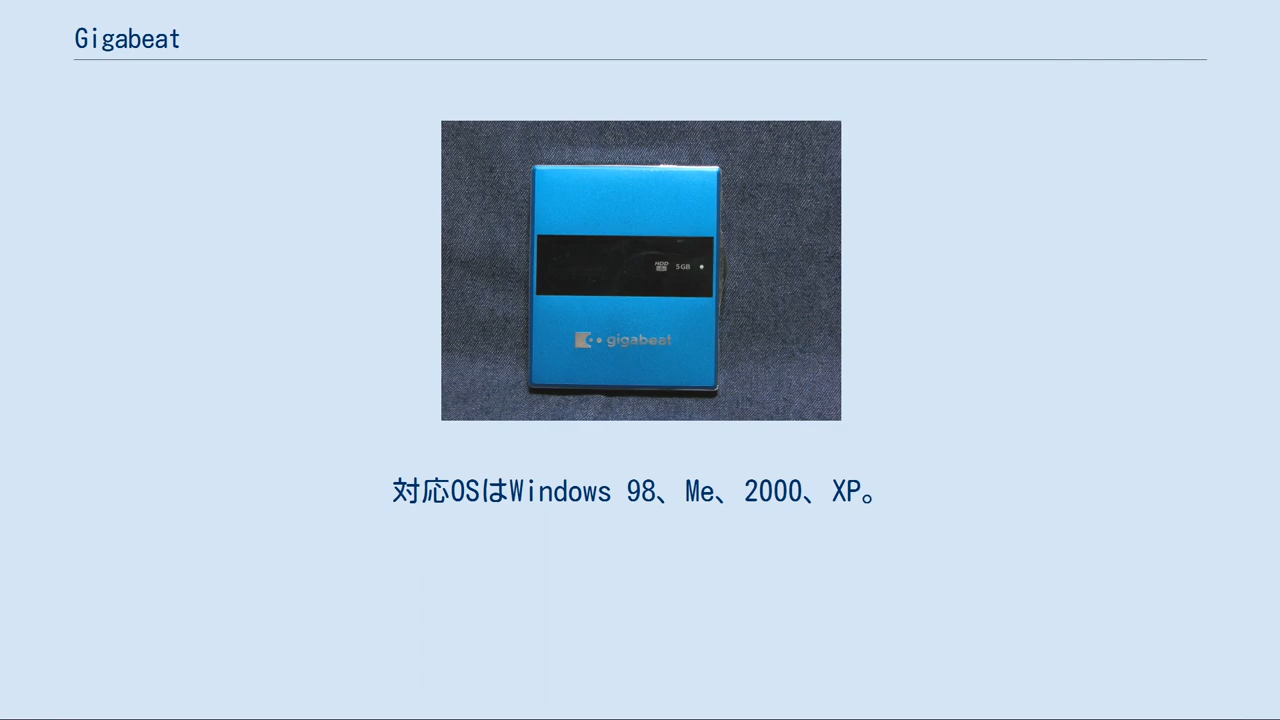 Gigabeat
HDD 5GB
gigabeat
対応OSはWindows 98、Me、2000、XP。